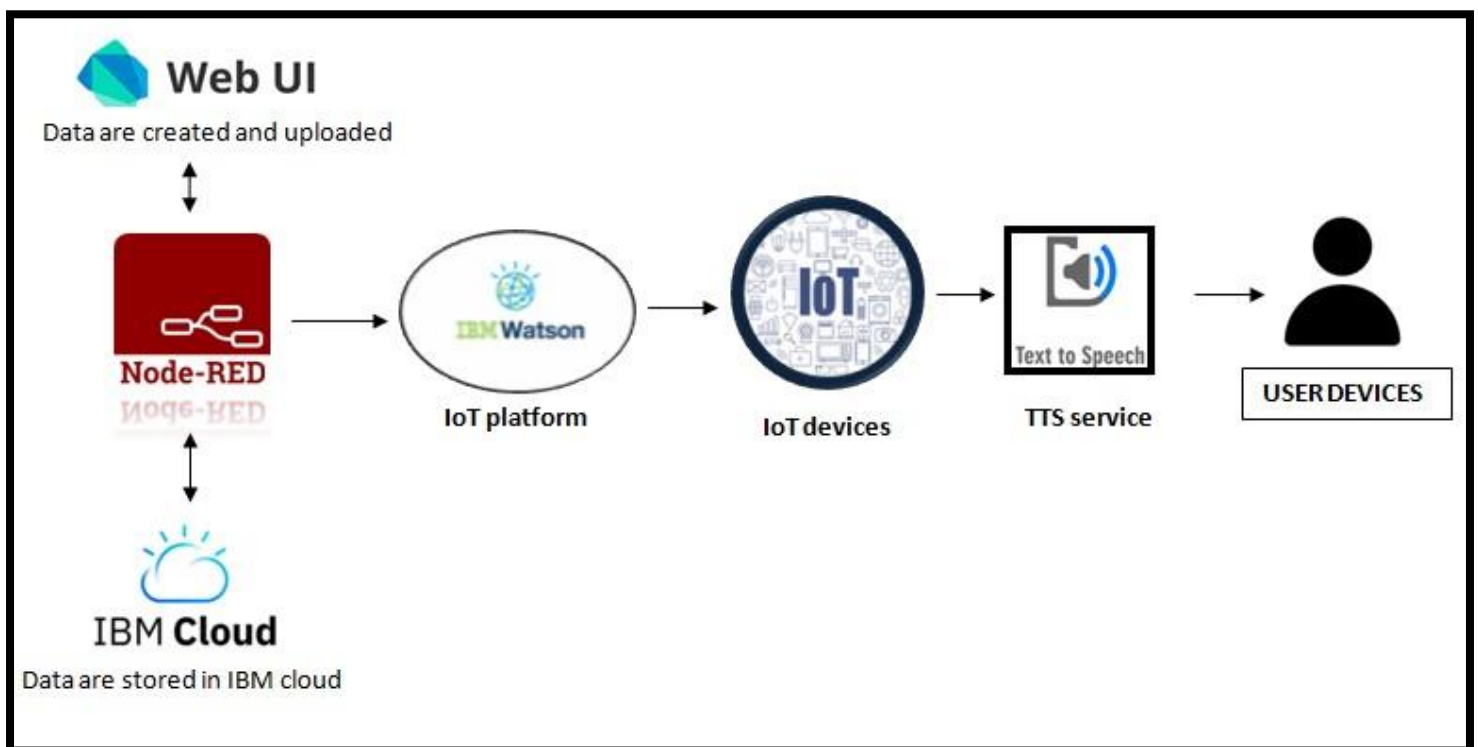 Web UI
Data are created and uploaded
Node-RED
IBM Watson
IoT platform
IoT
IoT devices
Text to Speech
TTS service
USER DEVICES
IBM Cloud
Data are stored in IBM cloud